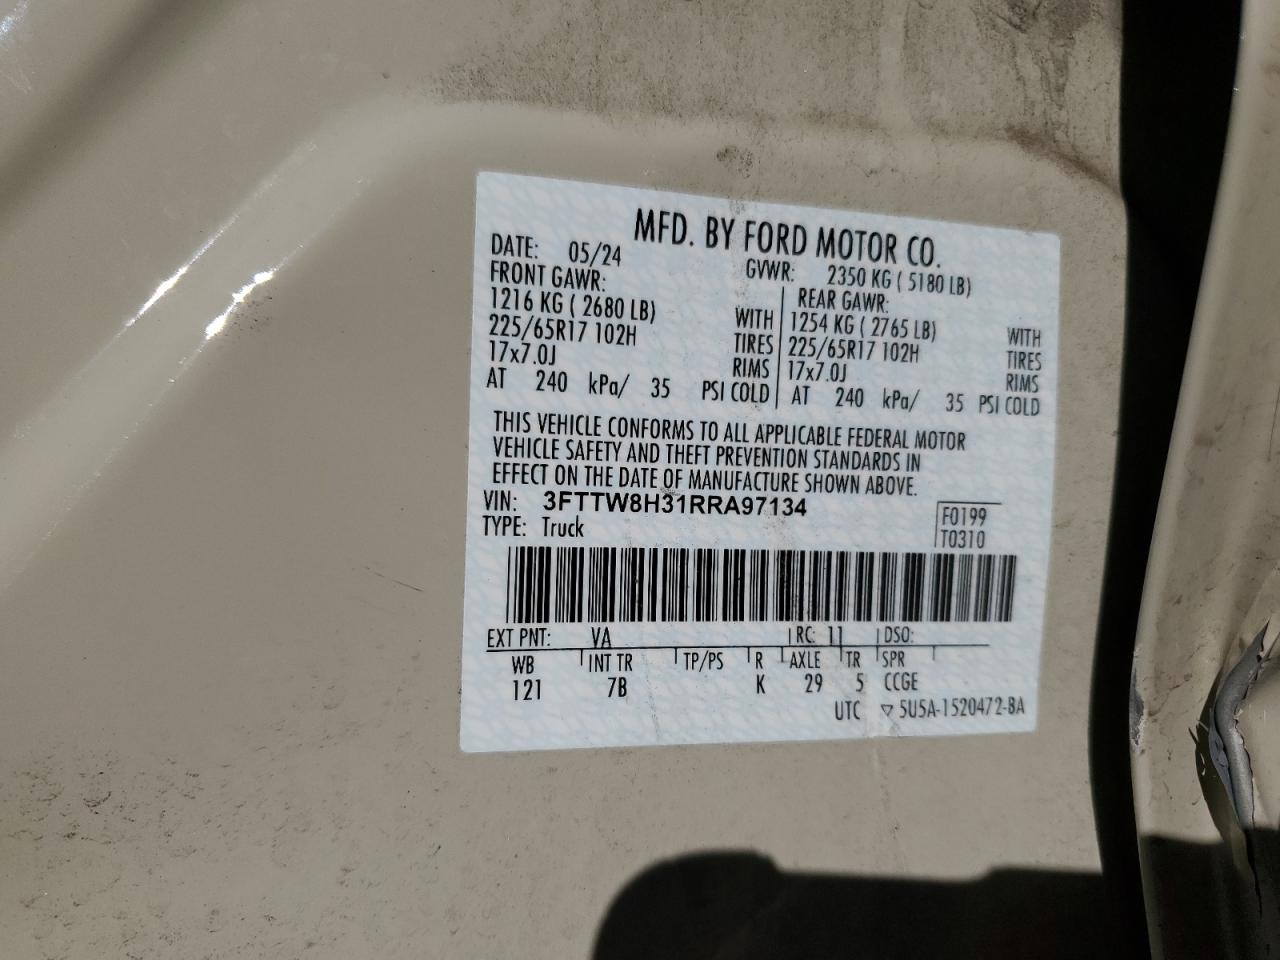 MFD. BY FORD MOTOR CO.
DATE: 05/24 GVWR: 2350 KG ( 5180 LB)
FRONT GAWR: REAR GAWR:
1216 KG ( 2680 LB) WITH 1254 KG ( 2765 LB) WITH
225/65R17 102H TIRES 225/65R17 102H TIRES
17x7.0J RIMS 17x7.0J RIMS
AT 240 kPa/ 35 PSI COLD AT 240 kPa/ 35 PSI COLD
THIS VEHICLE CONFORMS TO ALL APPLICABLE FEDERAL MOTOR
VEHICLE SAFETY AND THEFT PREVENTION STANDARDS IN
EFFECT ON THE DATE OF MANUFACTURE SHOWN ABOVE.
VIN: 3FTTW8H31RRA97134 F0199
TYPE: Truck T0310
EXT PNT: VA RC: 11 DSO:
WB INT TR TP/PS R AXLE TR SPR
121 7B K 29 5 CCGE
UTC ▽ 5U5A-1520472-BA